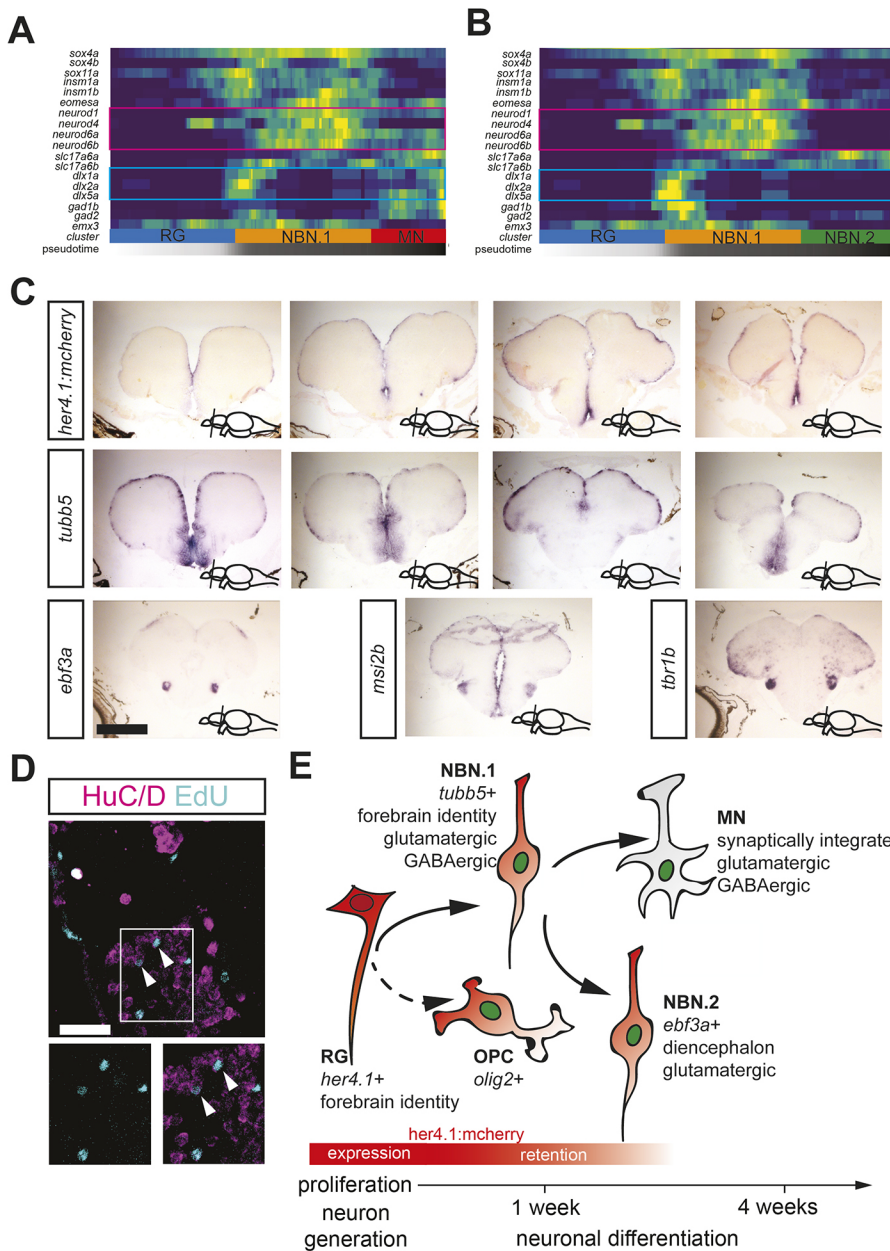 A
sox4a
sox4b
sox11a
insm1a
insm1b
eomesa
neurod1
neurod4
neurod6a
neurod6b
slc17a6a
slc17a6b
dlx1a
dlx2a
dlx5a
gad1b
gad2
emx3
cluster RG NBN.1 MN
pseudotime
B
sox4a
sox4b
sox11a
insm1a
insm1b
eomesa
neurod1
neurod4
neurod6a
neurod6b
slc17a6a
slc17a6b
dlx1a
dlx2a
dlx5a
gad1b
gad2
emx3
cluster RG NBN.1 NBN.2
pseudotime
C
her4.1:mcherry
tubb5
ebf3a
msi2b
tbr1b
D
HuC/D EdU
E
NBN.1
tubb5+
forebrain identity
glutamatergic
GABAergic
MN
synaptically integrate
glutamatergic
GABAergic
RG
her4.1+
forebrain identity
OPC
olig2+
NBN.2
ebf3a+
diencephalon
glutamatergic
her4.1:mcherry
expression retention
proliferation
neuron
generation
1 week 4 weeks
neuronal differentiation